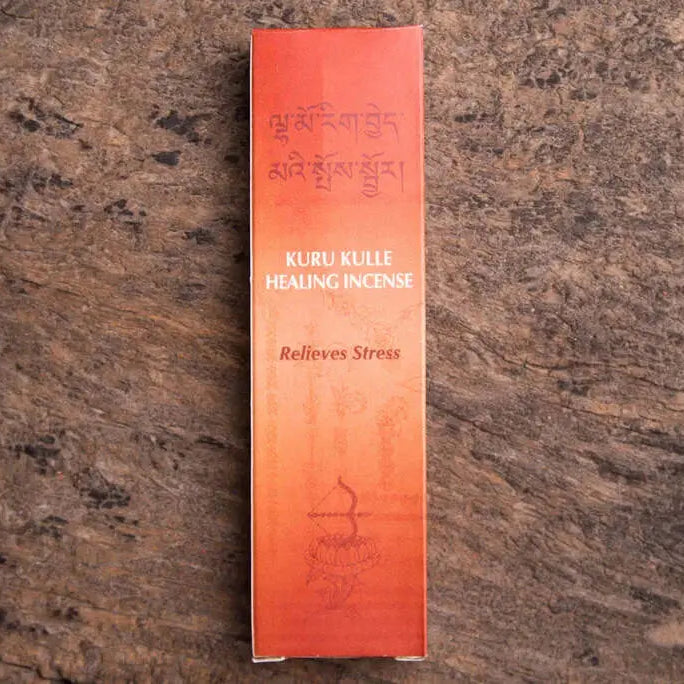 ལྷ་མོ་རིག་བྱེད་
མའི་སྤོས་སྦྱོར།
KURU KULLE
HEALING INCENSE
Relieves Stress